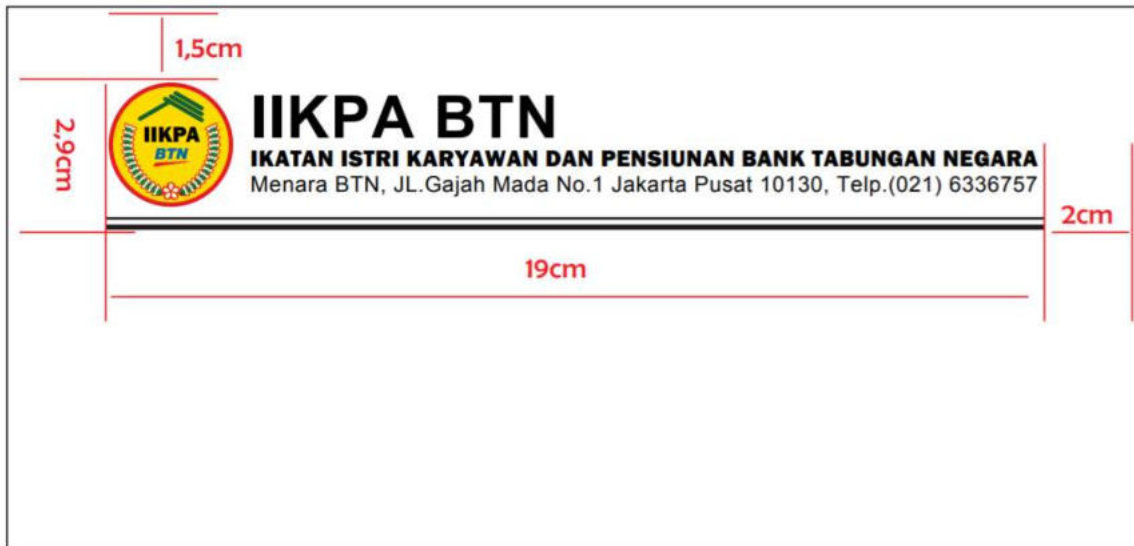 1,5cm
2,9cm
IIKPA
BTN
IIKPA BTN
IKATAN ISTRI KARYAWAN DAN PENSIUNAN BANK TABUNGAN NEGARA
Menara BTN, JL.Gajah Mada No.1 Jakarta Pusat 10130, Telp.(021) 6336757
2cm
19cm